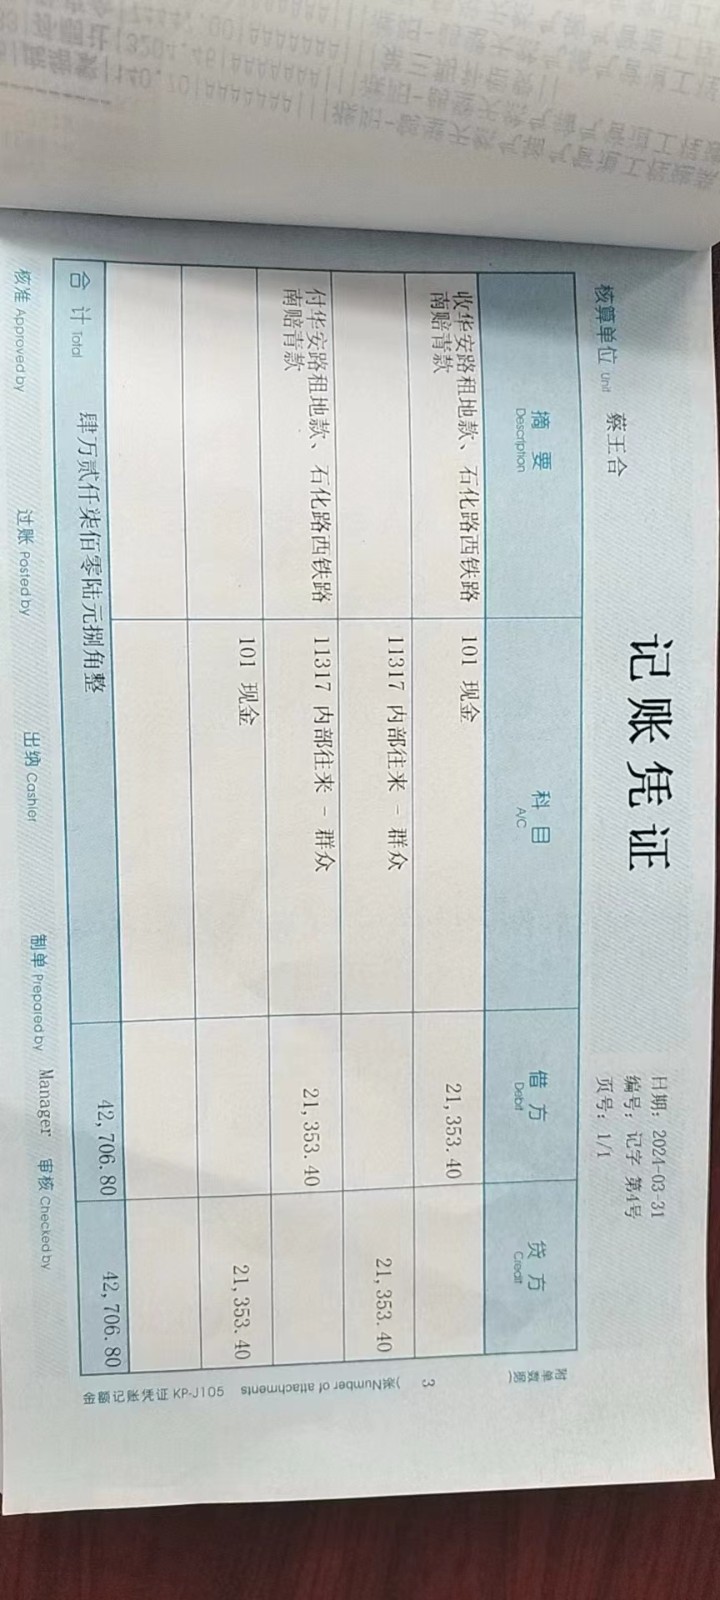 记账凭证
日期: 2024-03-31
编号: 记字 第4号
页号: 1/1
核算单位 Unit 蔡王合
摘要 Description 科目 A/C 借方 Debit 贷方 Credit
收华安路租地款、石化路西铁路 101 现金 21,353.40
南赔青款
11317 内部往来 - 群众 21,353.40
付华安路租地款、石化路西铁路 11317 内部往来 - 群众 21,353.40
南赔青款
101 现金 21,353.40
合计 Total 肆万贰仟柒佰零陆元捌角整 42,706.80 42,706.80
核准 Approved by 过账 Posted by 出纳 Cashier 制单 Prepared by Manager 审核 Checked by
附单据数( 3 张)Number of attachments
金额记账凭证 KP-J105